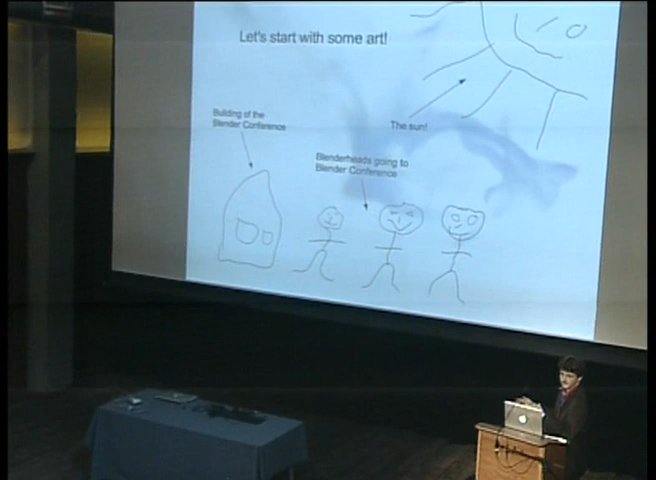 Let's start with some art!
Building of the
Blender Conference
The sun!
Blenderheads going to
Blender Conference